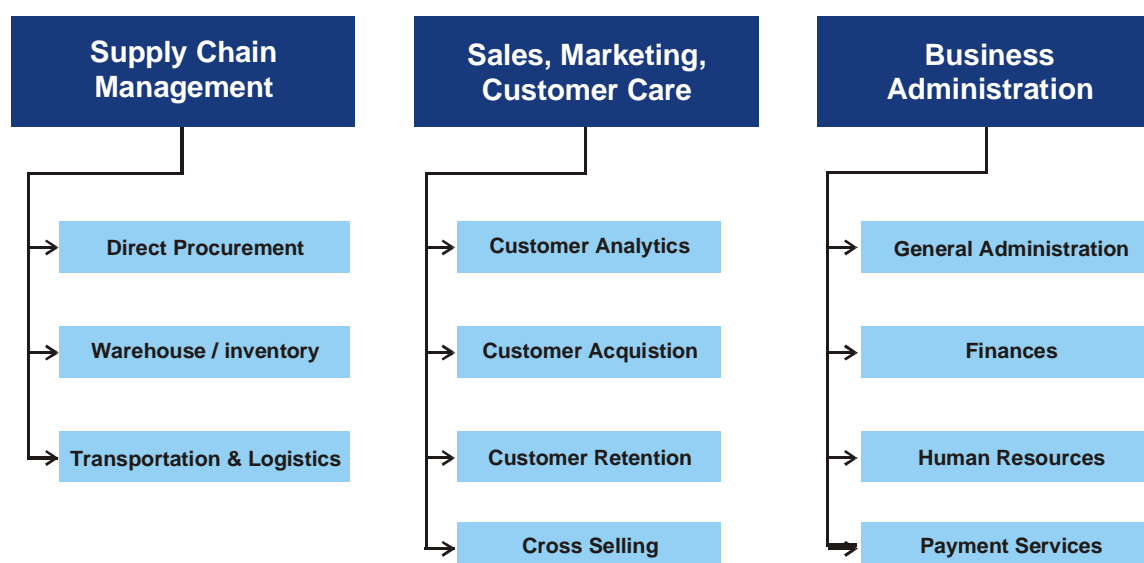 Supply Chain
Management
Direct Procurement
Warehouse / inventory
Transportation & Logistics
Sales, Marketing,
Customer Care
Customer Analytics
Customer Acquistion
Customer Retention
Cross Selling
Business
Administration
General Administration
Finances
Human Resources
Payment Services